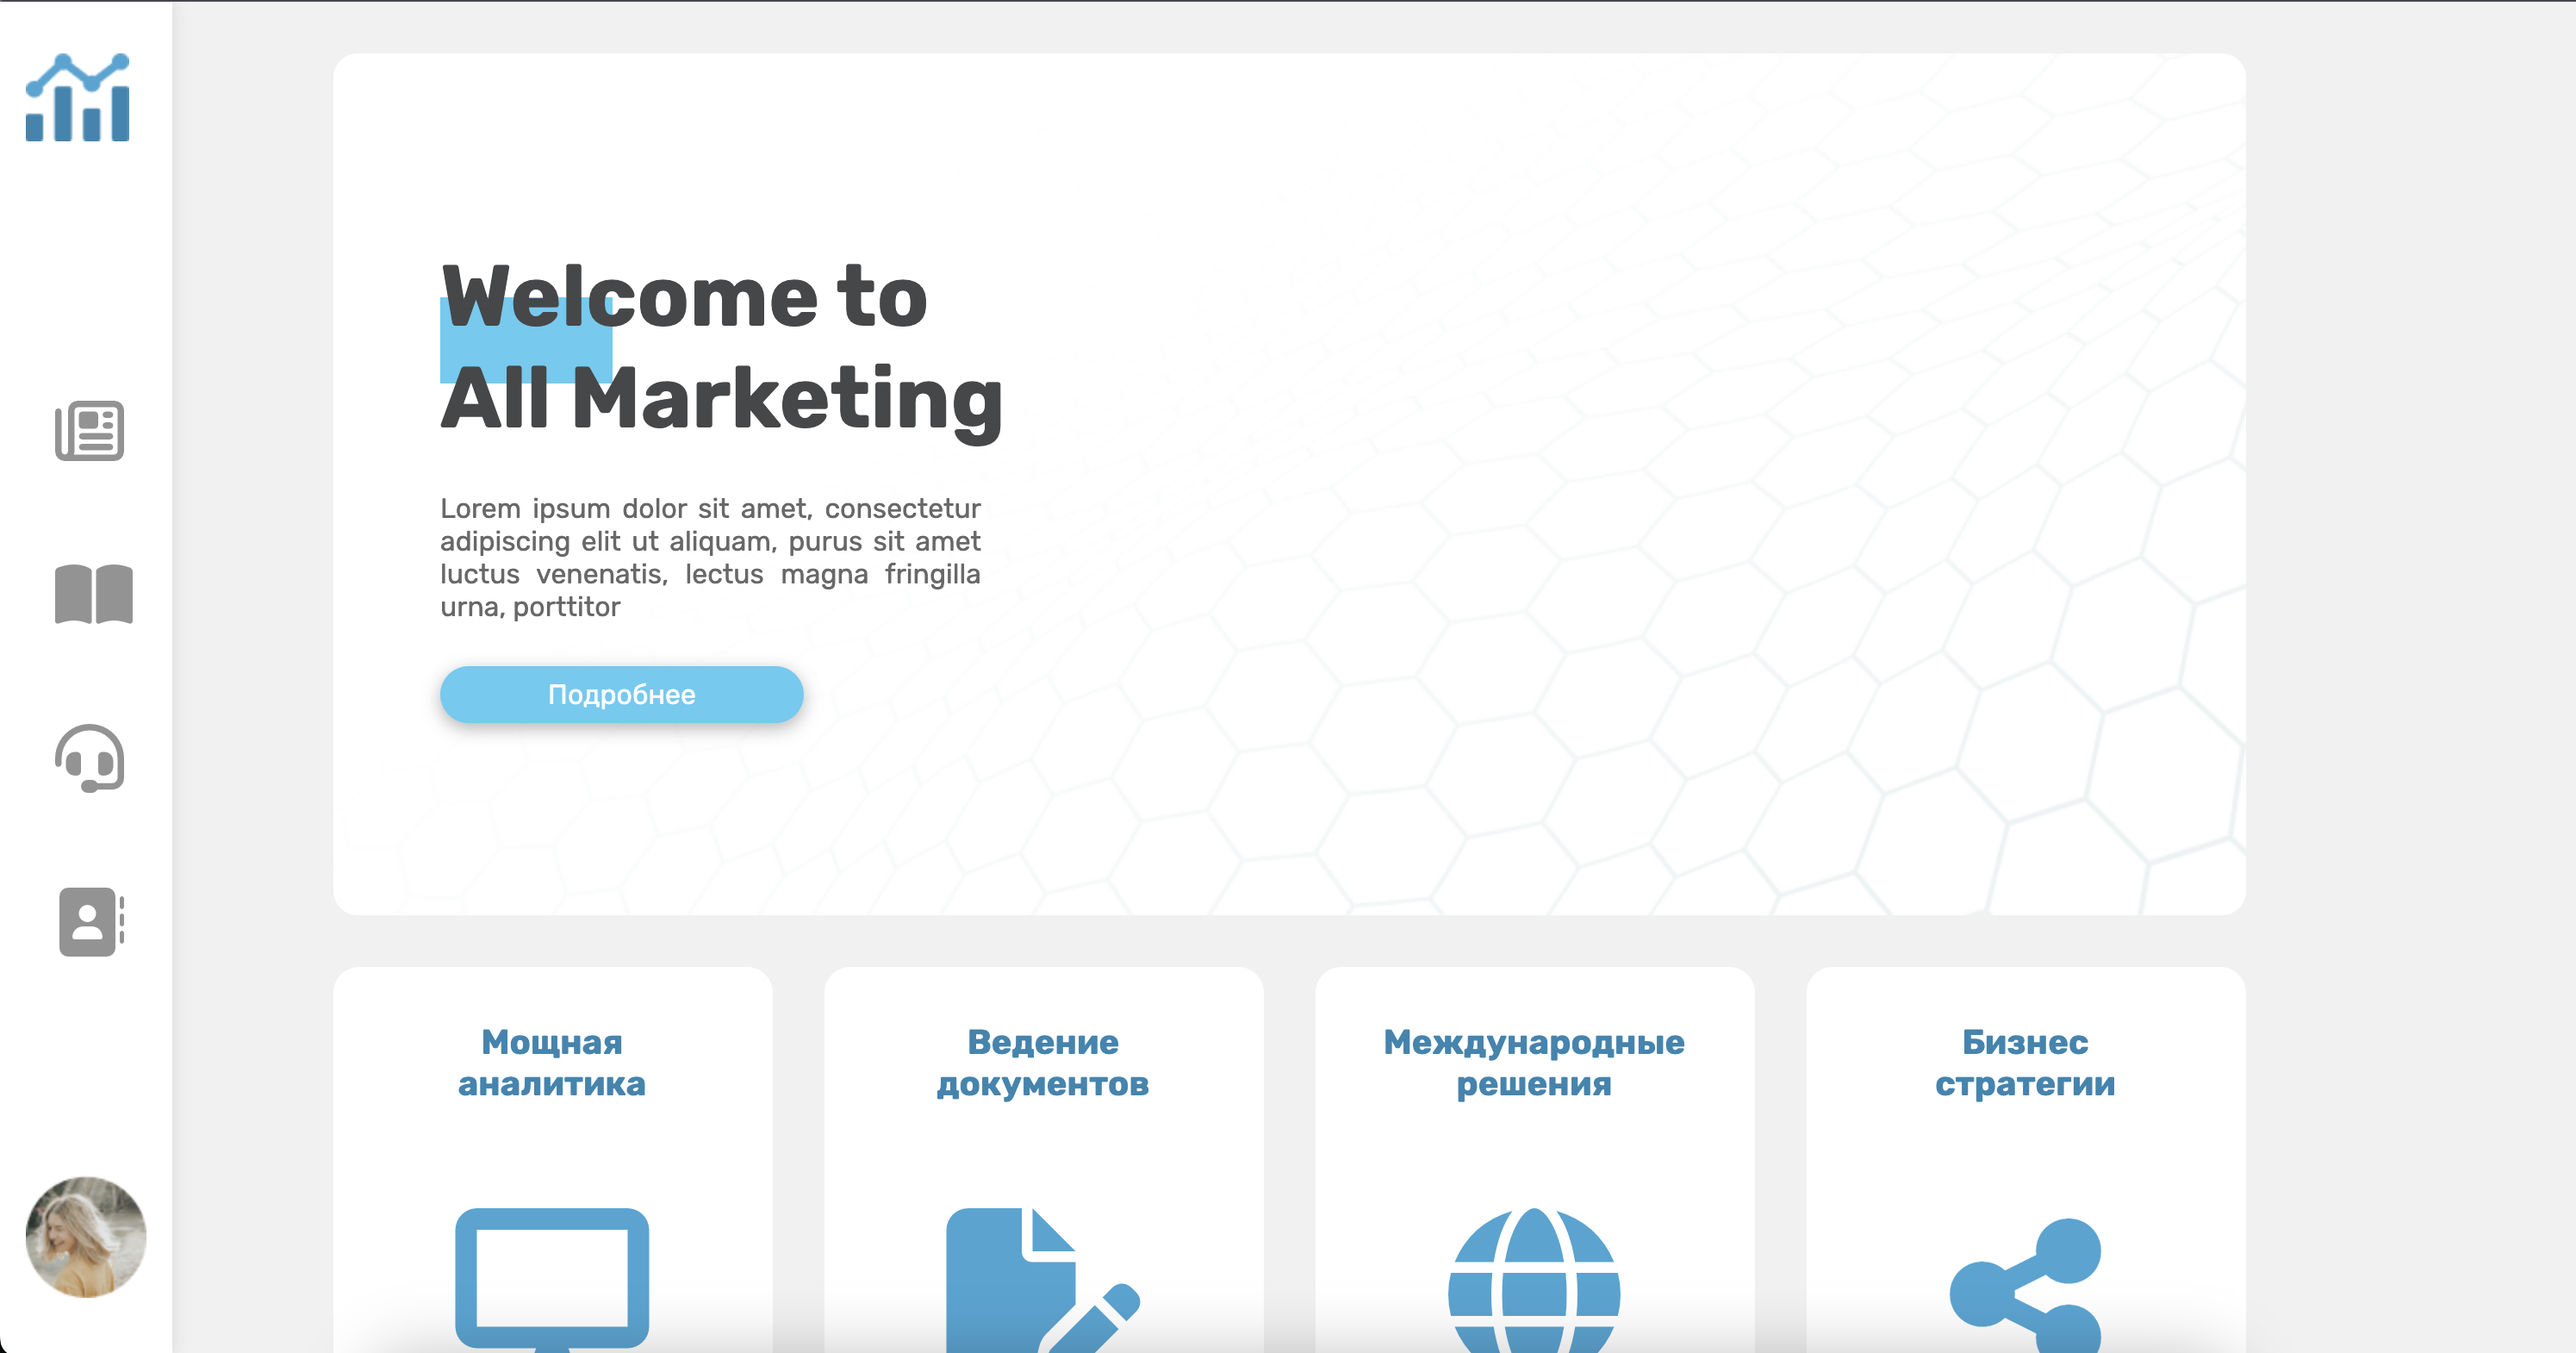 Welcome to
All Marketing
Lorem ipsum dolor sit amet, consectetur
adipiscing elit ut aliquam, purus sit amet
luctus venenatis, lectus magna fringilla
urna, porttitor
Подробнее
Мощная
аналитика
Ведение
документов
Международные
решения
Бизнес
стратегии